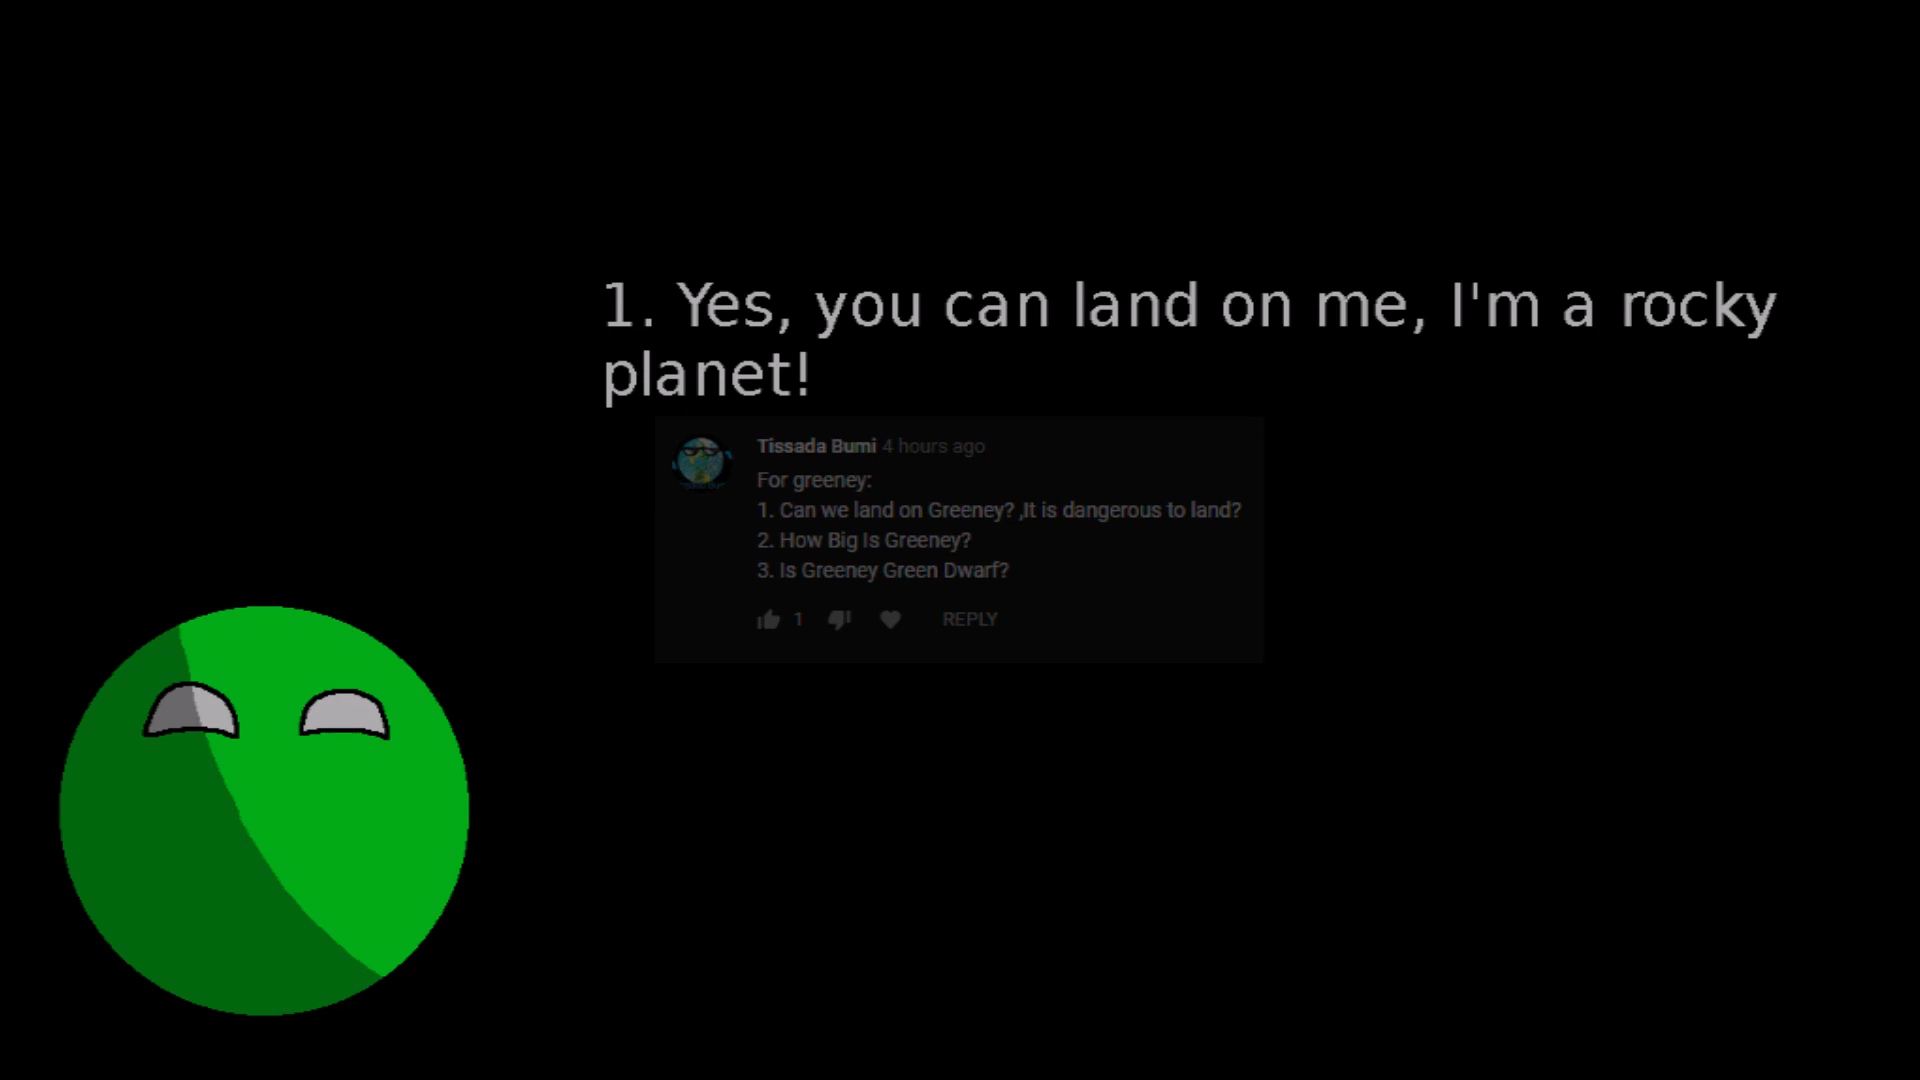 1. Yes, you can land on me, I'm a rocky
planet!
Tissada Bumi 4 hours ago
For greeney:
1. Can we land on Greeney? ,It is dangerous to land?
2. How Big Is Greeney?
3. Is Greeney Green Dwarf?
1 REPLY